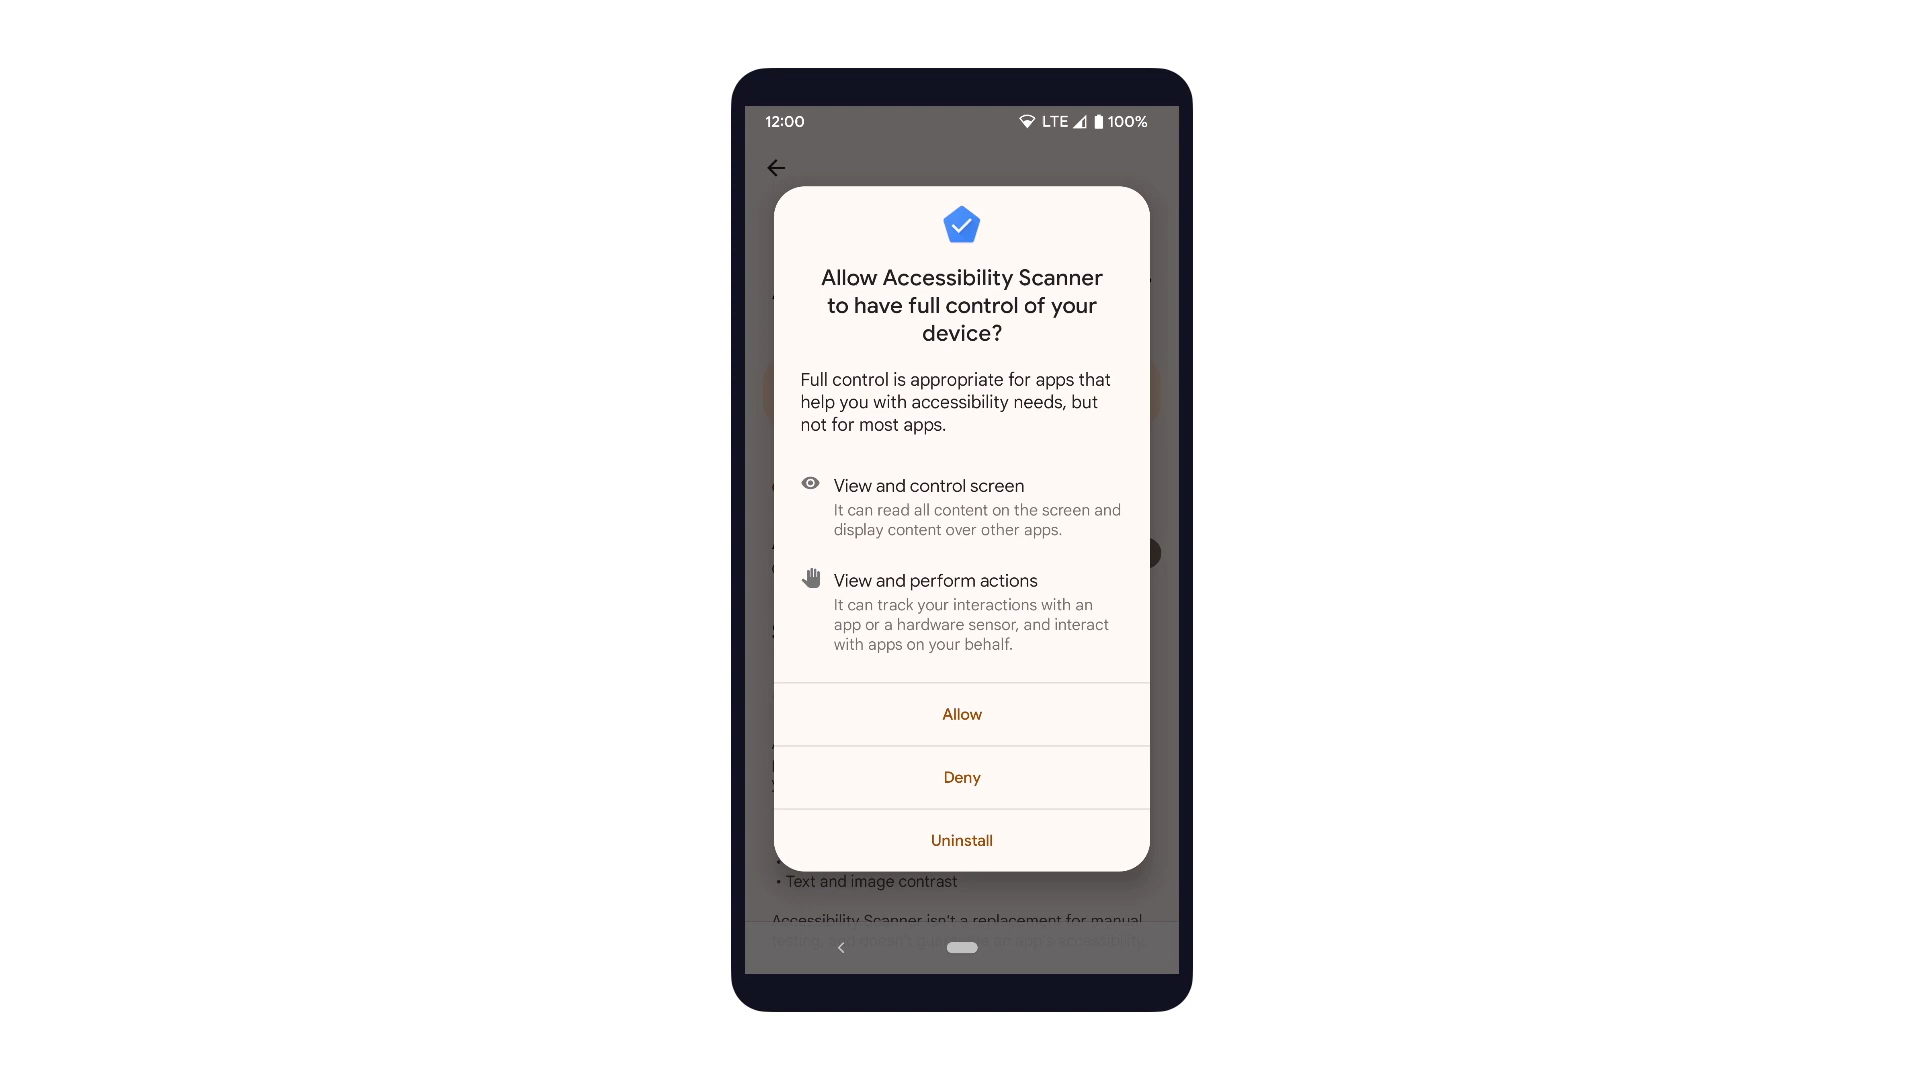 12:00 LTE 100%
Allow Accessibility Scanner
to have full control of your
device?
Full control is appropriate for apps that
help you with accessibility needs, but
not for most apps.
View and control screen
It can read all content on the screen and
display content over other apps.
View and perform actions
It can track your interactions with an
app or a hardware sensor, and interact
with apps on your behalf.
Allow
Deny
Uninstall
• Text and image contrast
Accessibility Scanner isn't a replacement for manual